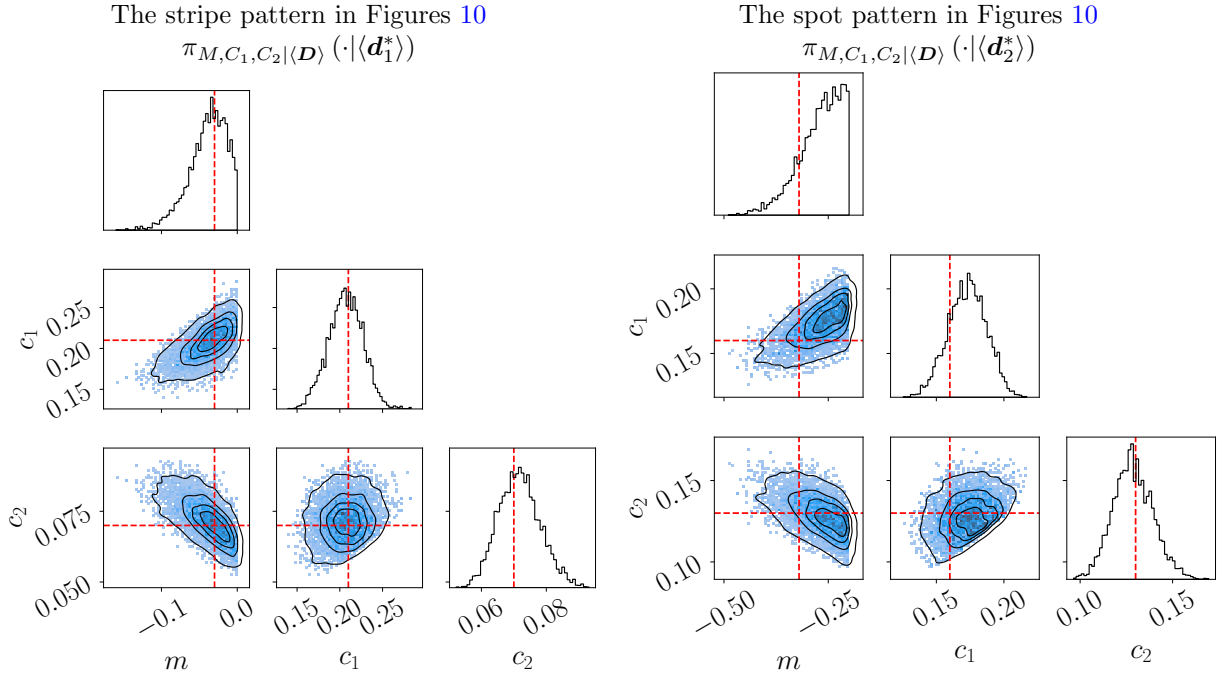 The stripe pattern in Figures 10
π_{M,C_1,C_2|⟨D⟩} (·|⟨d_1^*⟩)
c_1
0.25
0.20
0.15
c_2
0.075
0.050
−0.1
0.0
0.15
0.20
0.25
0.06
0.08
m
c_1
c_2
The spot pattern in Figures 10
π_{M,C_1,C_2|⟨D⟩} (·|⟨d_2^*⟩)
c_1
0.20
0.15
c_2
0.15
0.10
−0.50
−0.25
0.15
0.20
0.10
0.15
m
c_1
c_2